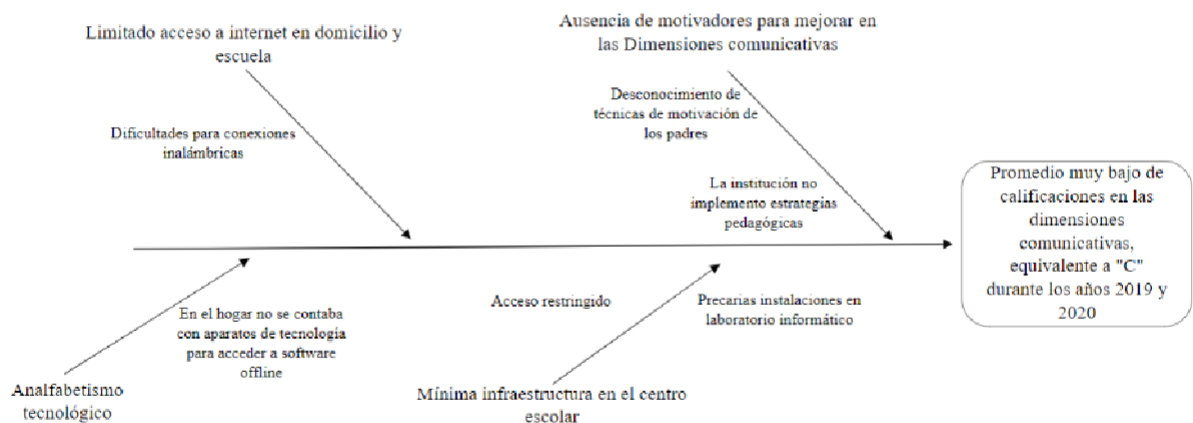 Limitado acceso a internet en domicilio y
escuela
Ausencia de motivadores para mejorar en
las Dimensiones comunicativas
Dificultades para conexiones
inalámbricas
Desconocimiento de
técnicas de motivación de
los padres
La institución no
implemento estrategias
pedagógicas
Promedio muy bajo de
calificaciones en las
dimensiones
comunicativas,
equivalente a "C"
durante los años 2019 y
2020
En el hogar no se contaba
con aparatos de tecnología
para acceder a software
offline
Acceso restringido
Precarias instalaciones en
laboratorio informático
Analfabetismo
tecnológico
Mínima infraestructura en el centro
escolar